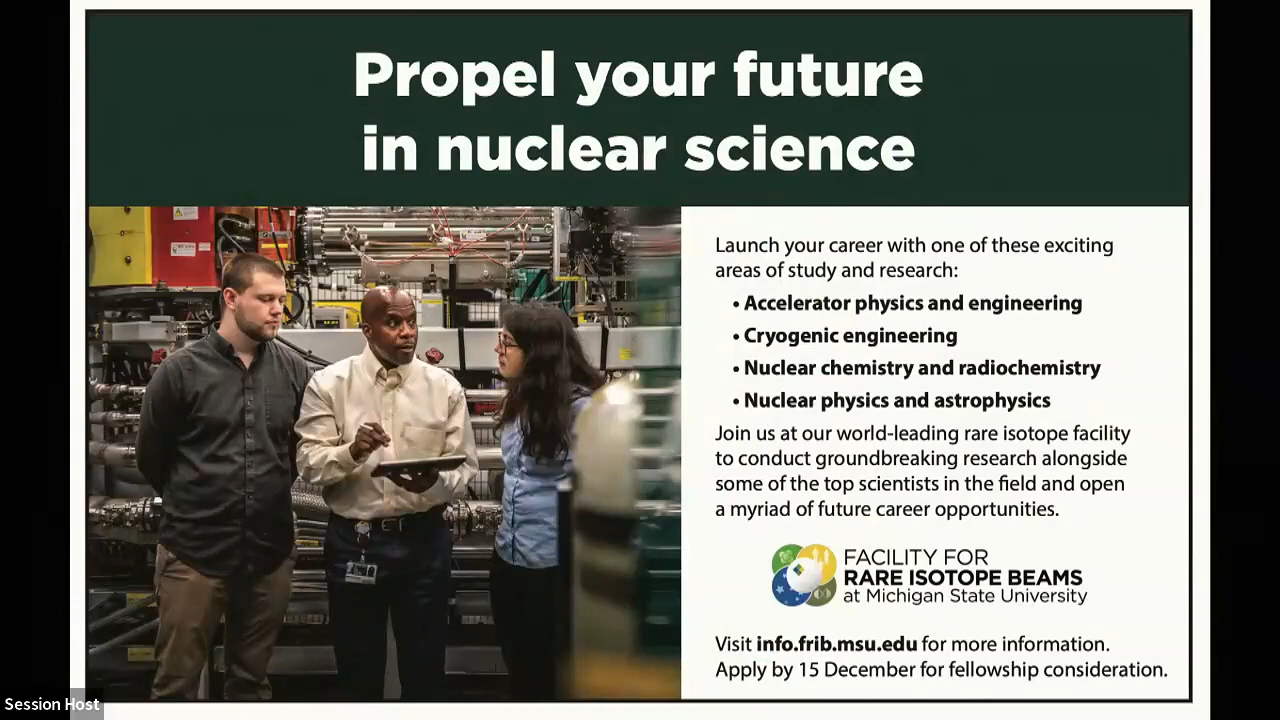 Propel your future
in nuclear science
Launch your career with one of these exciting
areas of study and research:
• Accelerator physics and engineering
• Cryogenic engineering
• Nuclear chemistry and radiochemistry
• Nuclear physics and astrophysics
Join us at our world-leading rare isotope facility
to conduct groundbreaking research alongside
some of the top scientists in the field and open
a myriad of future career opportunities.
FACILITY FOR
RARE ISOTOPE BEAMS
at Michigan State University
Visit info.frib.msu.edu for more information.
Apply by 15 December for fellowship consideration.
Session Host